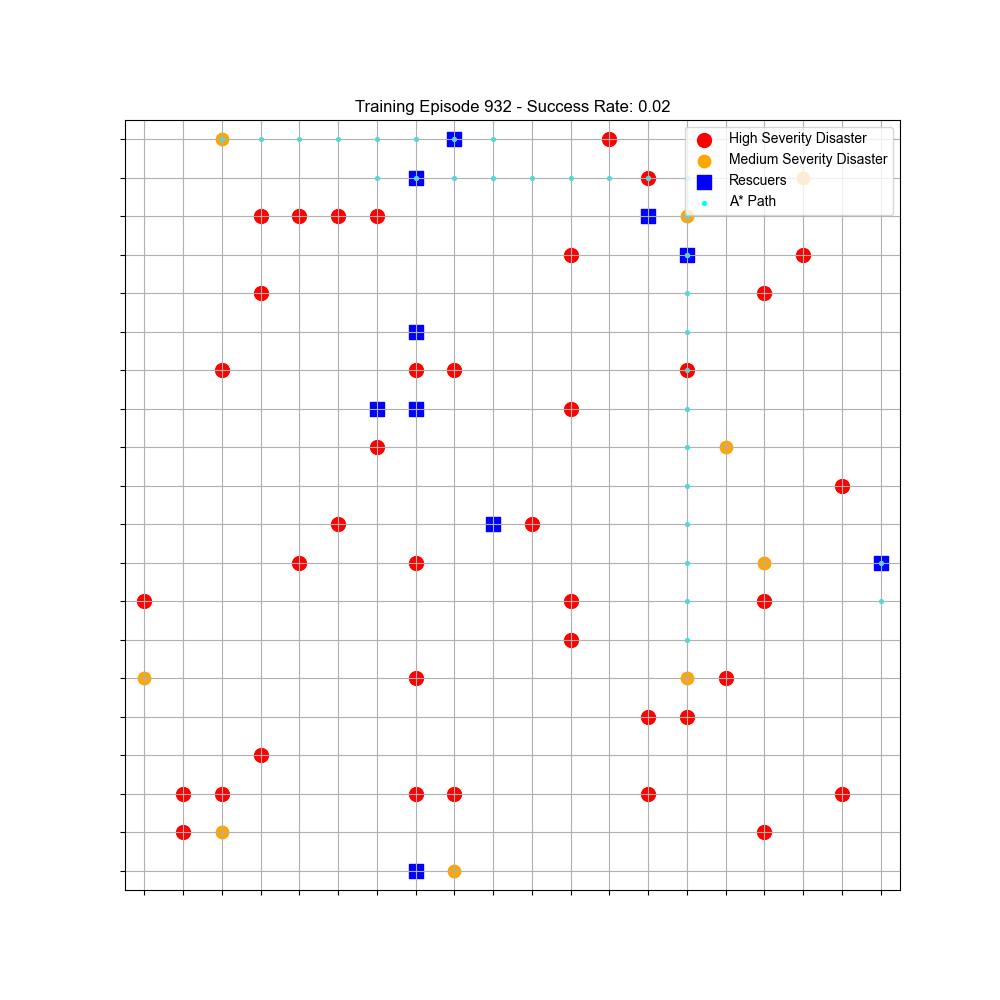 Training Episode 932 - Success Rate: 0.02
High Severity Disaster
Medium Severity Disaster
Rescuers
A* Path